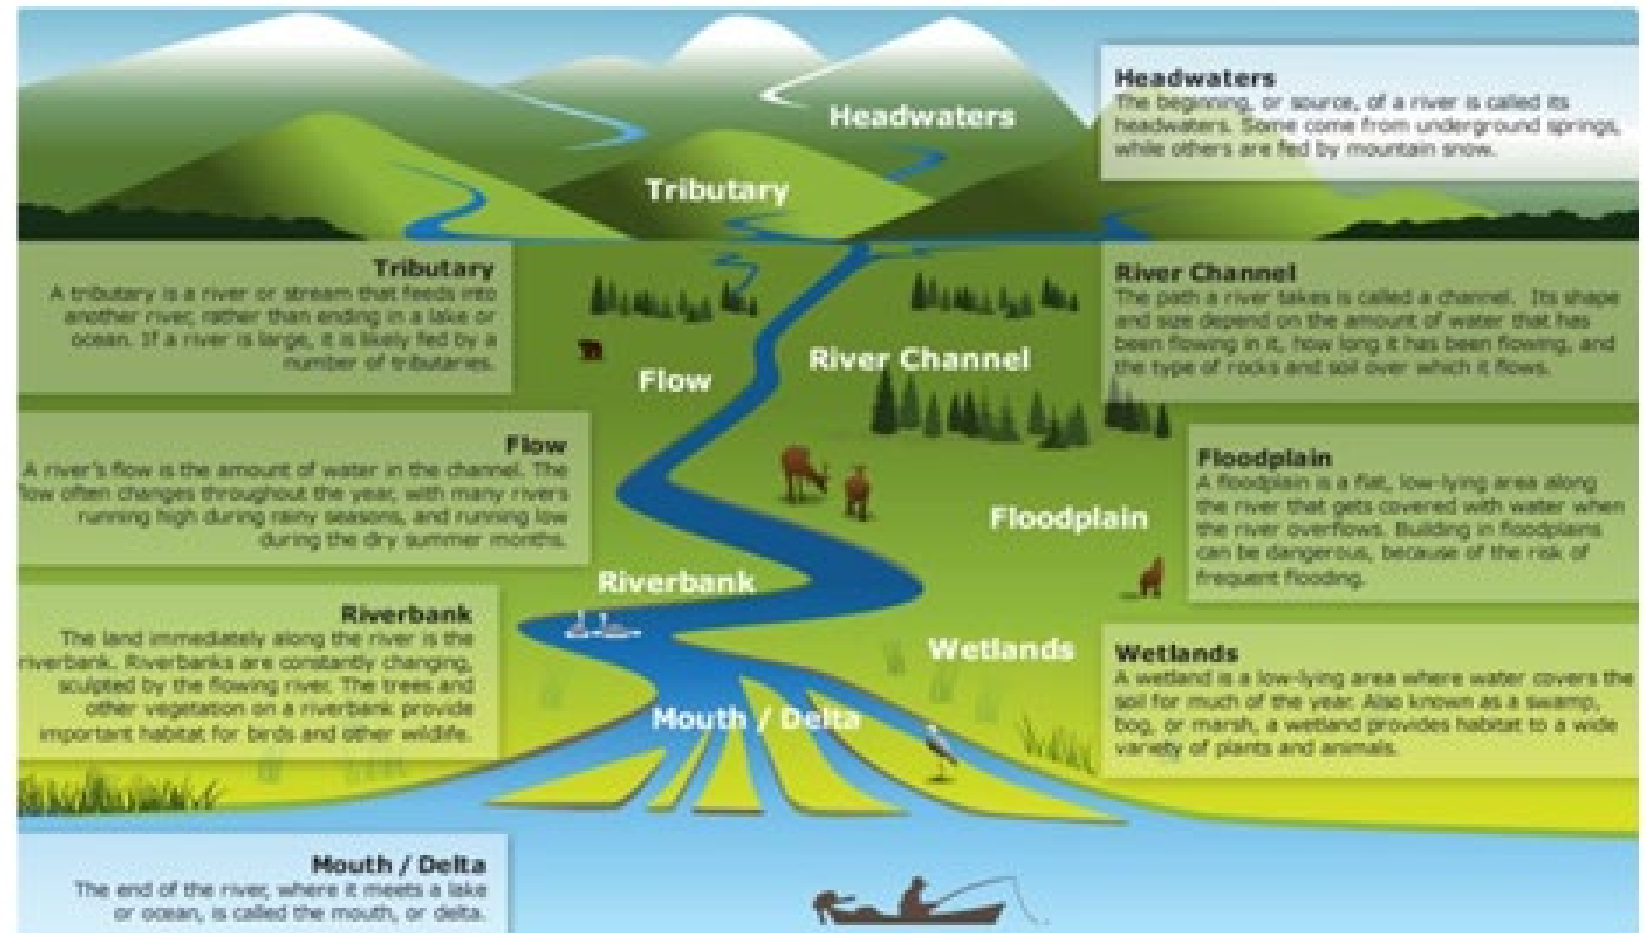 Headwaters
The beginning, or source, of a river is called its
headwaters. Some come from underground springs,
while others are fed by mountain snow.
Headwaters
Tributary
Tributary
A tributary is a river or stream that feeds into
another river, rather than ending in a lake or
ocean. If a river is large, it is likely fed by a
number of tributaries.
River Channel
The path a river takes is called a channel. Its shape
and size depend on the amount of water that has
been flowing in it, how long it has been flowing, and
the type of rocks and soil over which it flows.
River Channel
Flow
Flow
A river's flow is the amount of water in the channel. The
flow often changes throughout the year, with many rivers
running high during rainy seasons, and running low
during the dry summer months.
Floodplain
A floodplain is a flat, low-lying area along
the river that gets covered with water when
the river overflows. Building in floodplains
can be dangerous, because of the risk of
frequent flooding.
Floodplain
Riverbank
Riverbank
The land immediately along the river is the
riverbank. Riverbanks are constantly changing,
sculpted by the flowing river. The trees and
other vegetation on a riverbank provide
important habitat for birds and other wildlife.
Wetlands
Wetlands
A wetland is a low-lying area where water covers the
soil for much of the year. Also known as a swamp,
bog, or marsh, a wetland provides habitat to a wide
variety of plants and animals.
Mouth / Delta
Mouth / Delta
The end of the river, where it meets a lake
or ocean, is called the mouth, or delta.